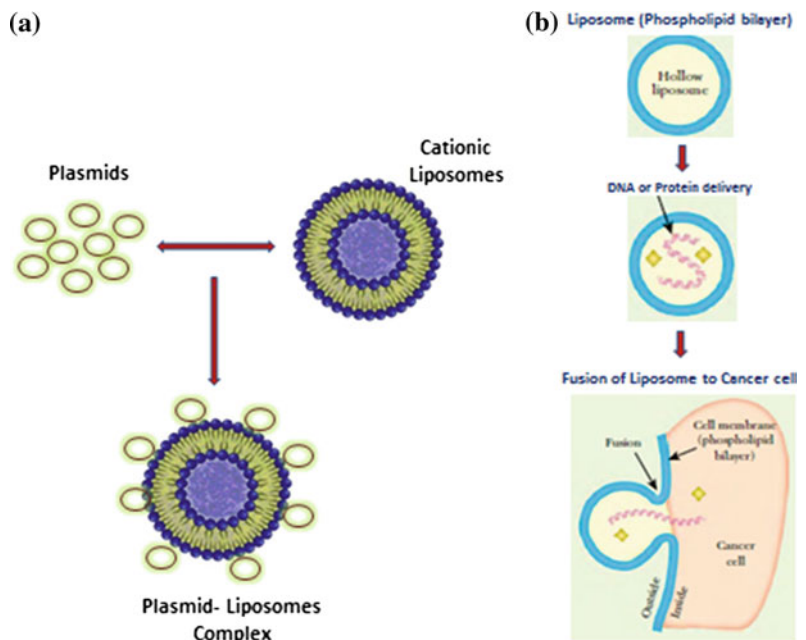 (a)
Plasmids
Cationic
Liposomes
Plasmid- Liposomes
Complex
(b)
Liposome (Phospholipid bilayer)
Hollow
liposome
DNA or Protein delivery
Fusion of Liposome to Cancer cell
Cell membrane
(phospholipid
bilayer)
Fusion
Cancer
cell
Outside
Inside